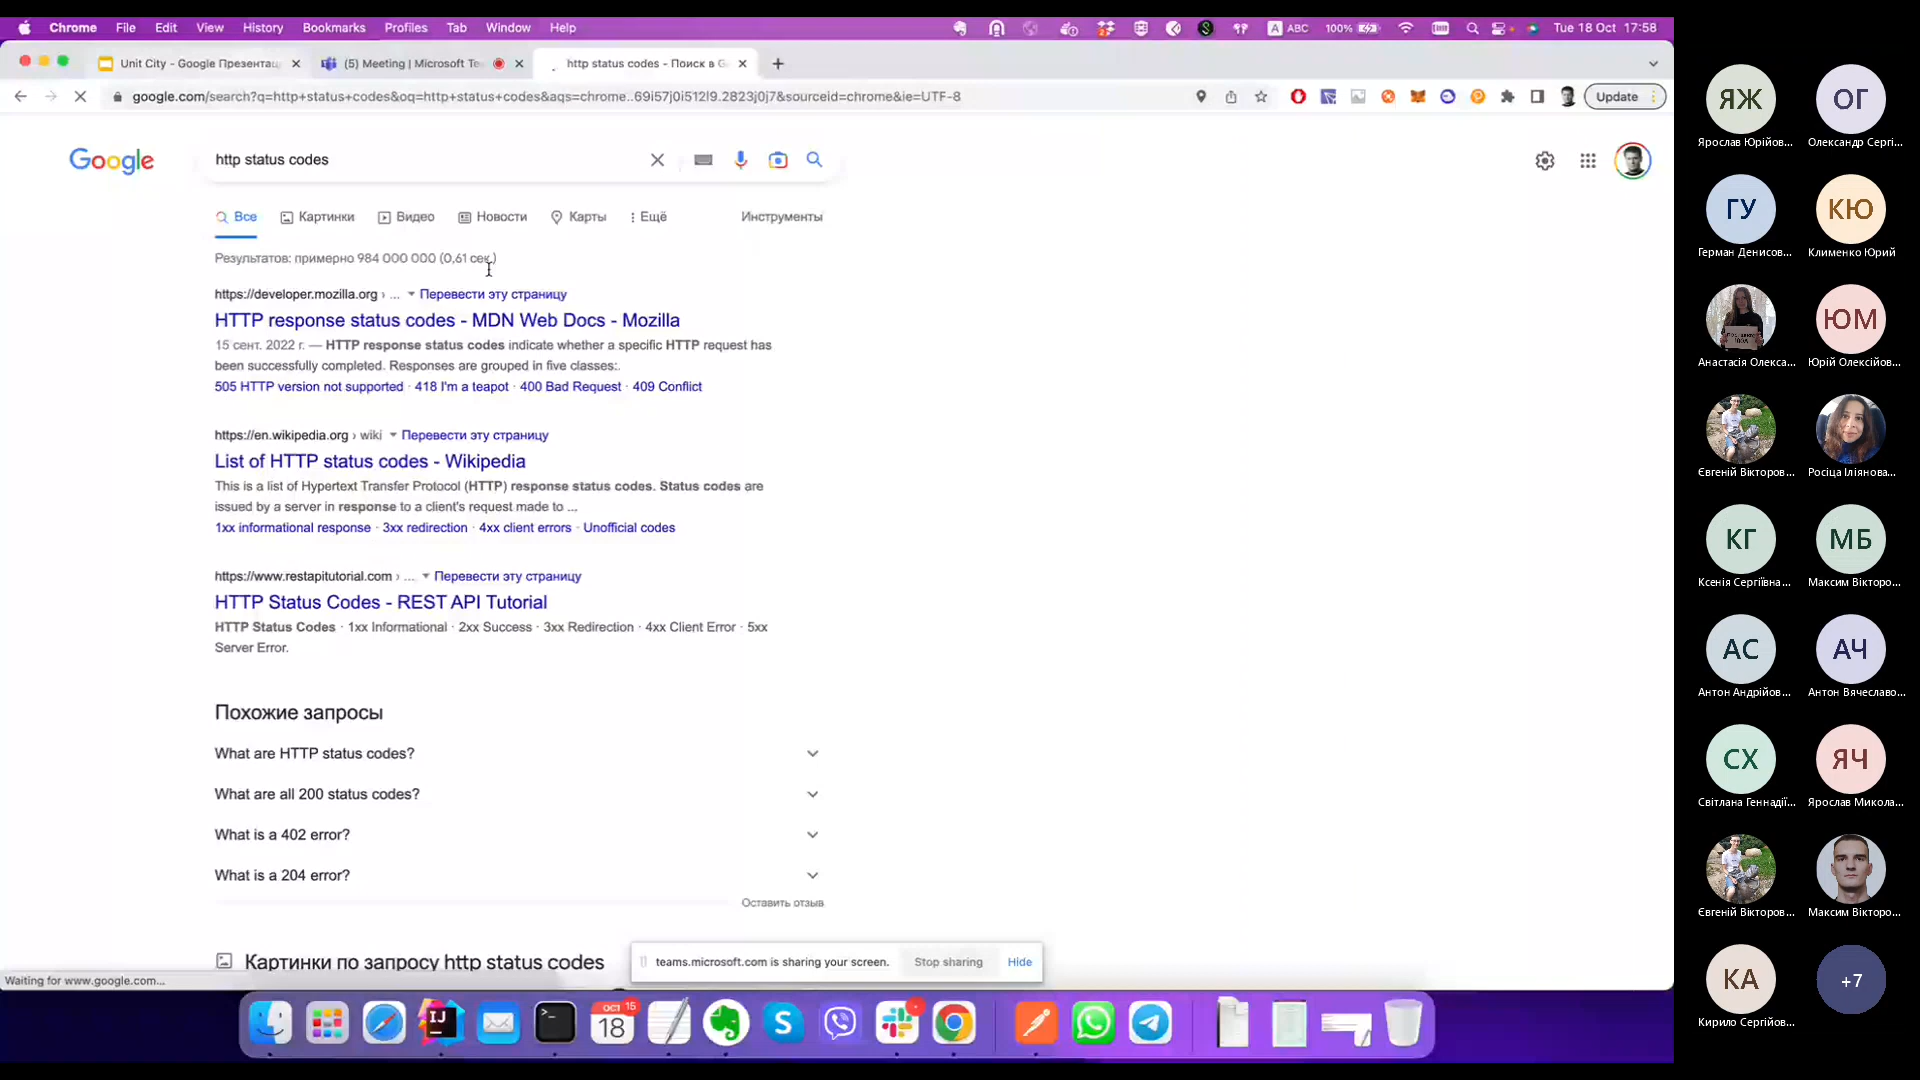 Chrome File Edit View History Bookmarks Profiles Tab Window Help
ABC 100% Tue 18 Oct 17:58
Unit City - Google Презентац
(5) Meeting | Microsoft Te
http status codes - Поиск в G
google.com/search?q=http+status+codes&oq=http+status+codes&aqs=chrome..69i57j0i512l9.2823j0j7&sourceid=chrome&ie=UTF-8
Update
Google
http status codes
Все Картинки Видео Новости Карты Ещё Инструменты
Результатов: примерно 984 000 000 (0,61 сек.)
https://developer.mozilla.org › ... Перевести эту страницу
HTTP response status codes - MDN Web Docs - Mozilla
15 сент. 2022 г. — HTTP response status codes indicate whether a specific HTTP request has
been successfully completed. Responses are grouped in five classes:.
505 HTTP version not supported · 418 I'm a teapot · 400 Bad Request · 409 Conflict
https://en.wikipedia.org › wiki Перевести эту страницу
List of HTTP status codes - Wikipedia
This is a list of Hypertext Transfer Protocol (HTTP) response status codes. Status codes are
issued by a server in response to a client's request made to ...
1xx informational response · 3xx redirection · 4xx client errors · Unofficial codes
https://www.restapitutorial.com › ... Перевести эту страницу
HTTP Status Codes - REST API Tutorial
HTTP Status Codes · 1xx Informational · 2xx Success · 3xx Redirection · 4xx Client Error · 5xx
Server Error.
Похожие запросы
What are HTTP status codes?
What are all 200 status codes?
What is a 402 error?
What is a 204 error?
Оставить отзыв
Картинки по запросу http status codes
teams.microsoft.com is sharing your screen. Stop sharing Hide
Waiting for www.google.com...
OCT 15
18
IJ
ЯЖ ОГ
Ярослав Юрійов... Олександр Сергі...
ГУ КЮ
Герман Денисов... Клименко Юрий
ЮМ
Анастасія Олекса... Юрій Олексійов...
Євгеній Вікторов... Росіца Іліянова...
КГ МБ
Ксенія Сергіївна... Максим Вікторо...
АС АЧ
Антон Андрійов... Антон Вячеславо...
СХ ЯЧ
Світлана Геннадії... Ярослав Микола...
Євгеній Вікторов... Максим Вікторо...
КА +7
Кирило Сергійов...